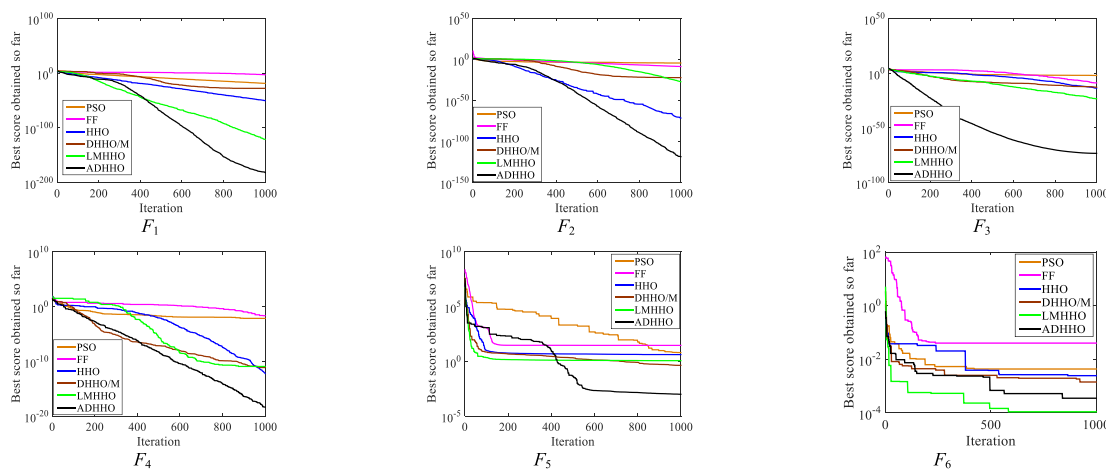 Best score obtained so far
10^100
10^0
10^-100
10^-200
PSO
FF
HHO
DHHO/M
LMHHO
ADHHO
0 200 400 600 800 1000
Iteration
F1
Best score obtained so far
10^50
10^0
10^-50
10^-100
10^-150
PSO
FF
HHO
DHHO/M
LMHHO
ADHHO
0 200 400 600 800 1000
Iteration
F2
Best score obtained so far
10^50
10^0
10^-50
10^-100
PSO
FF
HHO
DHHO/M
LMHHO
ADHHO
0 200 400 600 800 1000
Iteration
F3
Best score obtained so far
10^10
10^0
10^-10
10^-20
PSO
FF
HHO
DHHO/M
LMHHO
ADHHO
0 200 400 600 800 1000
Iteration
F4
Best score obtained so far
10^10
10^5
10^0
10^-5
PSO
FF
HHO
DHHO/M
LMHHO
ADHHO
0 200 400 600 800 1000
Iteration
F5
Best score obtained so far
10^2
10^0
10^-2
10^-4
PSO
FF
HHO
DHHO/M
LMHHO
ADHHO
0 500 1000
Iteration
F6